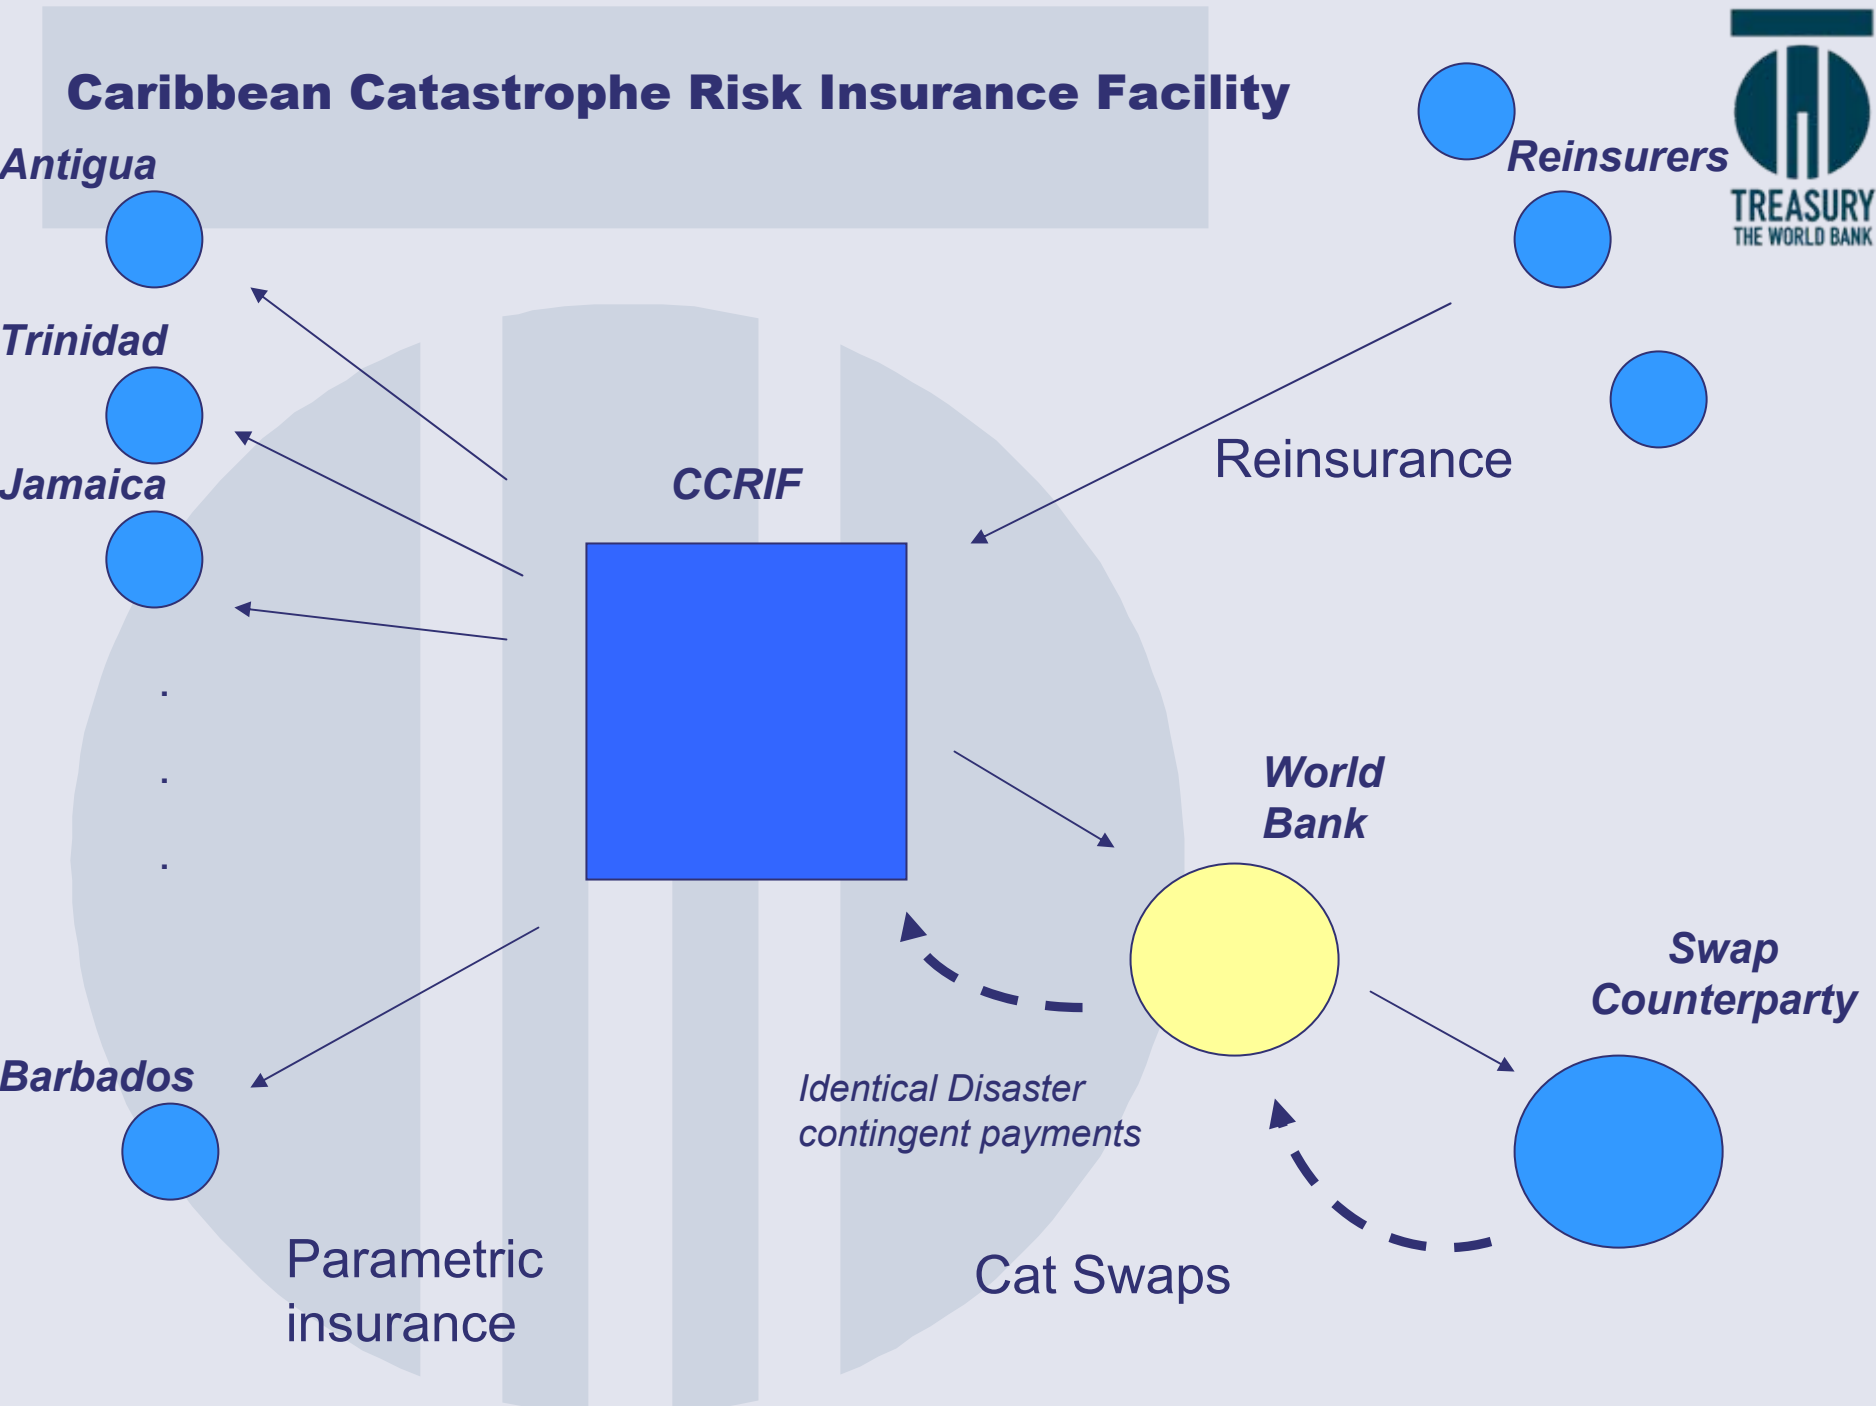 Caribbean Catastrophe Risk Insurance Facility
TREASURY
THE WORLD BANK
Antigua
Reinsurers
Trinidad
Jamaica
CCRIF
Reinsurance
.
.
.
World
Bank
Swap
Counterparty
Barbados
Identical Disaster
contingent payments
Parametric
insurance
Cat Swaps